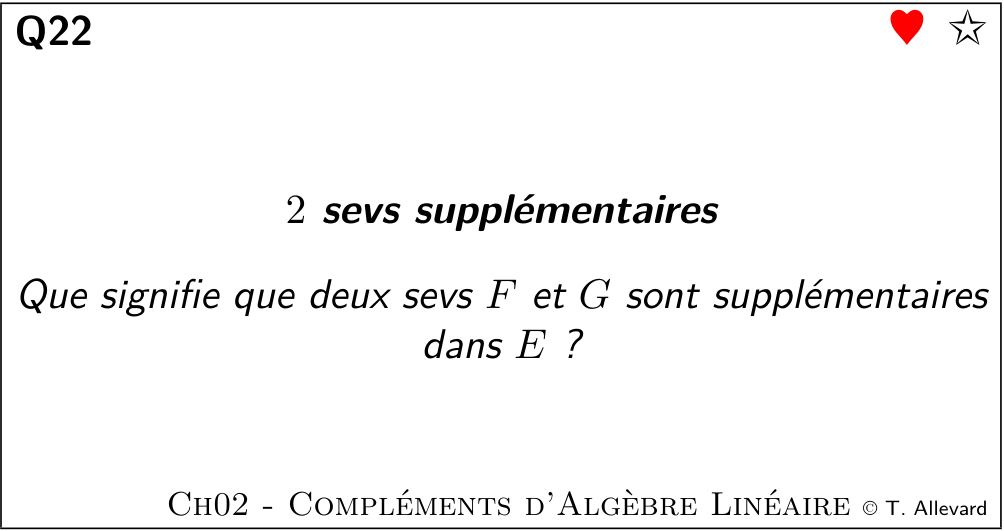 Q22
2 sevs supplémentaires
Que signifie que deux sevs F et G sont supplémentaires
dans E ?
Ch02 - Compléments d'Algèbre Linéaire © T. Allevard